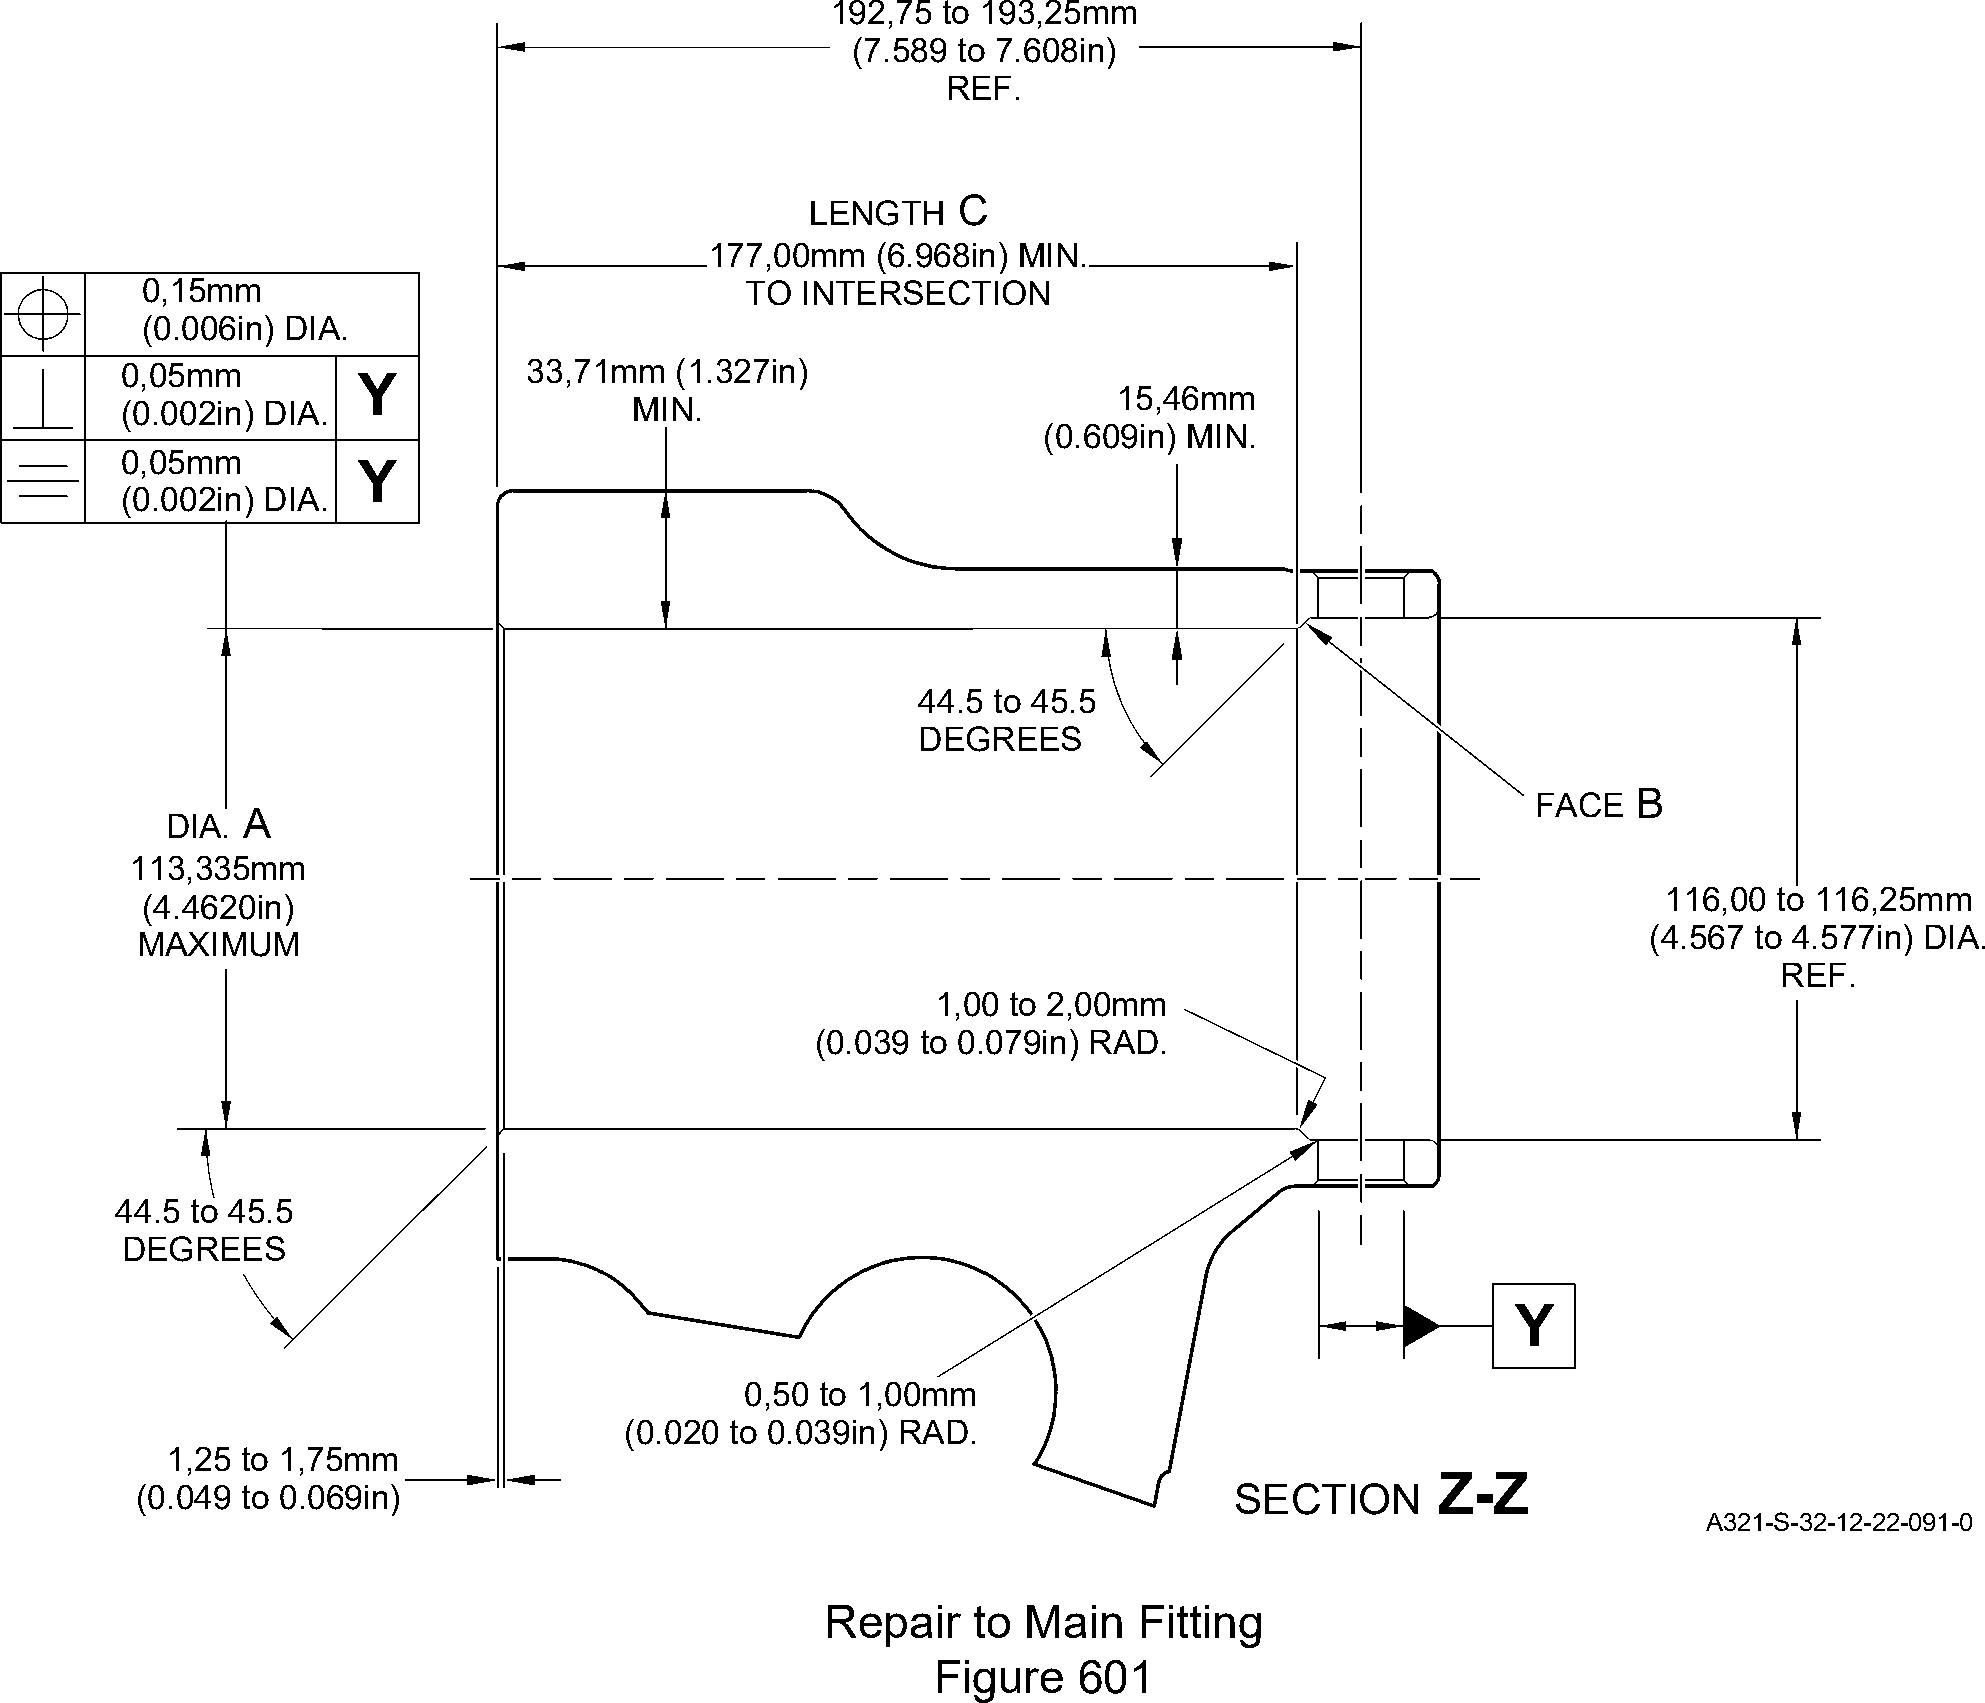 192,75 to 193,25mm
(7.589 to 7.608in)
REF.
LENGTH C
177,00mm (6.968in) MIN.
TO INTERSECTION
0,15mm
(0.006in) DIA.
0,05mm
(0.002in) DIA.
Y
0,05mm
(0.002in) DIA.
Y
33,71mm (1.327in)
MIN.
15,46mm
(0.609in) MIN.
44.5 to 45.5
DEGREES
FACE B
DIA. A
113,335mm
(4.4620in)
MAXIMUM
116,00 to 116,25mm
(4.567 to 4.577in) DIA.
REF.
1,00 to 2,00mm
(0.039 to 0.079in) RAD.
44.5 to 45.5
DEGREES
Y
0,50 to 1,00mm
(0.020 to 0.039in) RAD.
1,25 to 1,75mm
(0.049 to 0.069in)
SECTION Z-Z
A321-S-32-12-22-091-0
Repair to Main Fitting
Figure 601